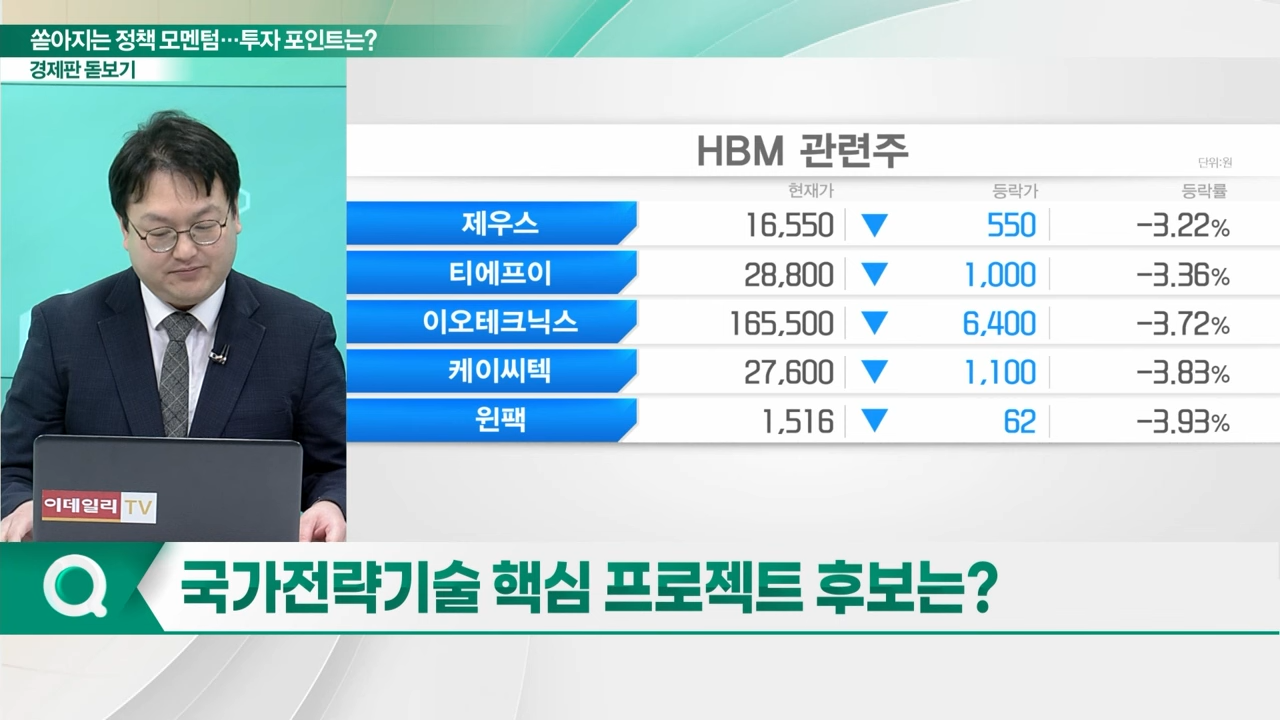 쏟아지는 정책 모멘텀…투자 포인트는?
경제판 돋보기
HBM 관련주
단위:원
현재가 등락가 등락률
제우스 16,550 ▼ 550 -3.22%
티에프이 28,800 ▼ 1,000 -3.36%
이오테크닉스 165,500 ▼ 6,400 -3.72%
케이씨텍 27,600 ▼ 1,100 -3.83%
윈팩 1,516 ▼ 62 -3.93%
이데일리 TV
국가전략기술 핵심 프로젝트 후보는?